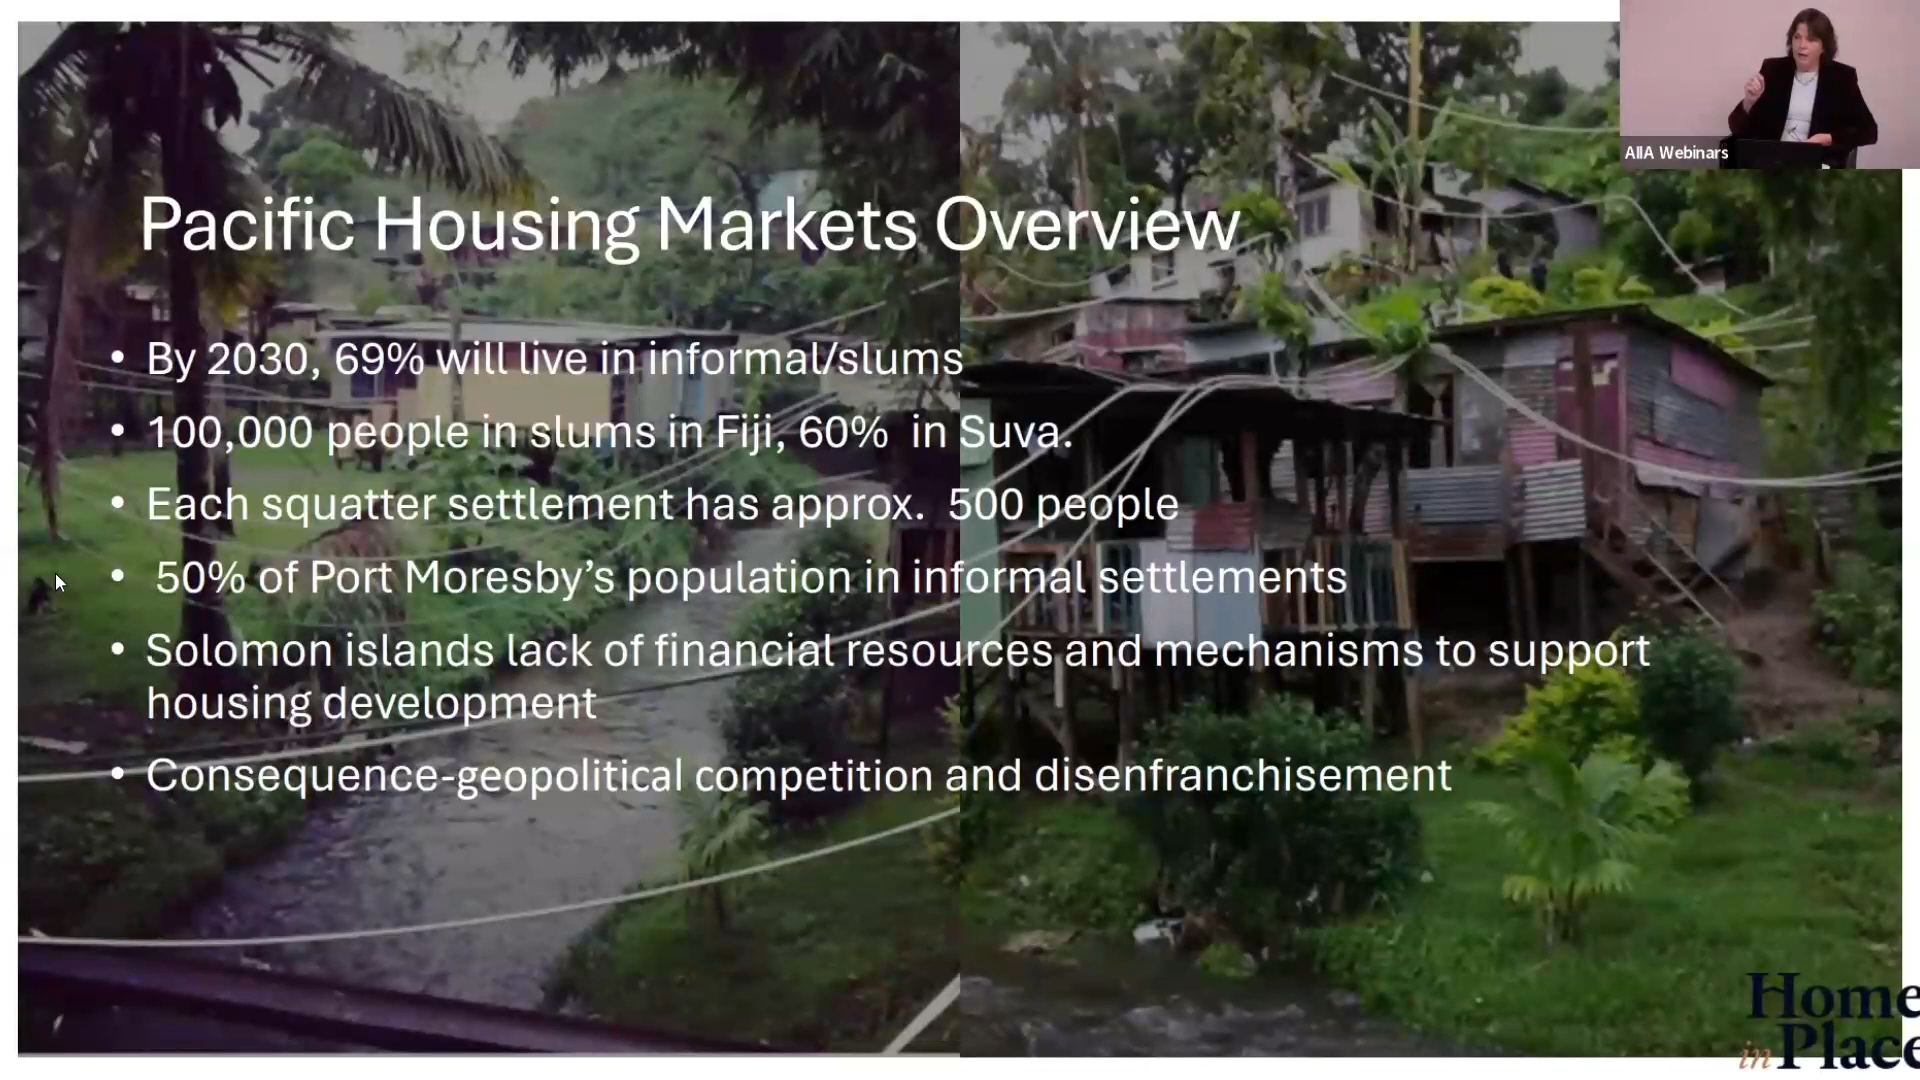 AIIA Webinars
Pacific Housing Markets Overview
• By 2030, 69% will live in informal/slums
• 100,000 people in slums in Fiji, 60%  in Suva.
• Each squatter settlement has approx.  500 people
•  50% of Port Moresby’s population in informal settlements
• Solomon islands lack of financial resources and mechanisms to support
housing development
• Consequence-geopolitical competition and disenfranchisement
Home
in Place